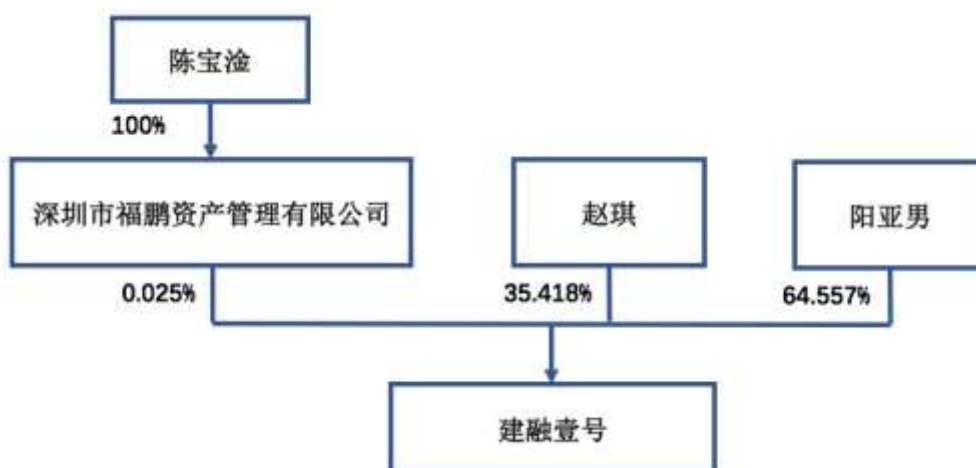 陈宝淦
100%
深圳市福鹏资产管理有限公司
赵琪
阳亚男
0.025%
35.418%
64.557%
建融壹号